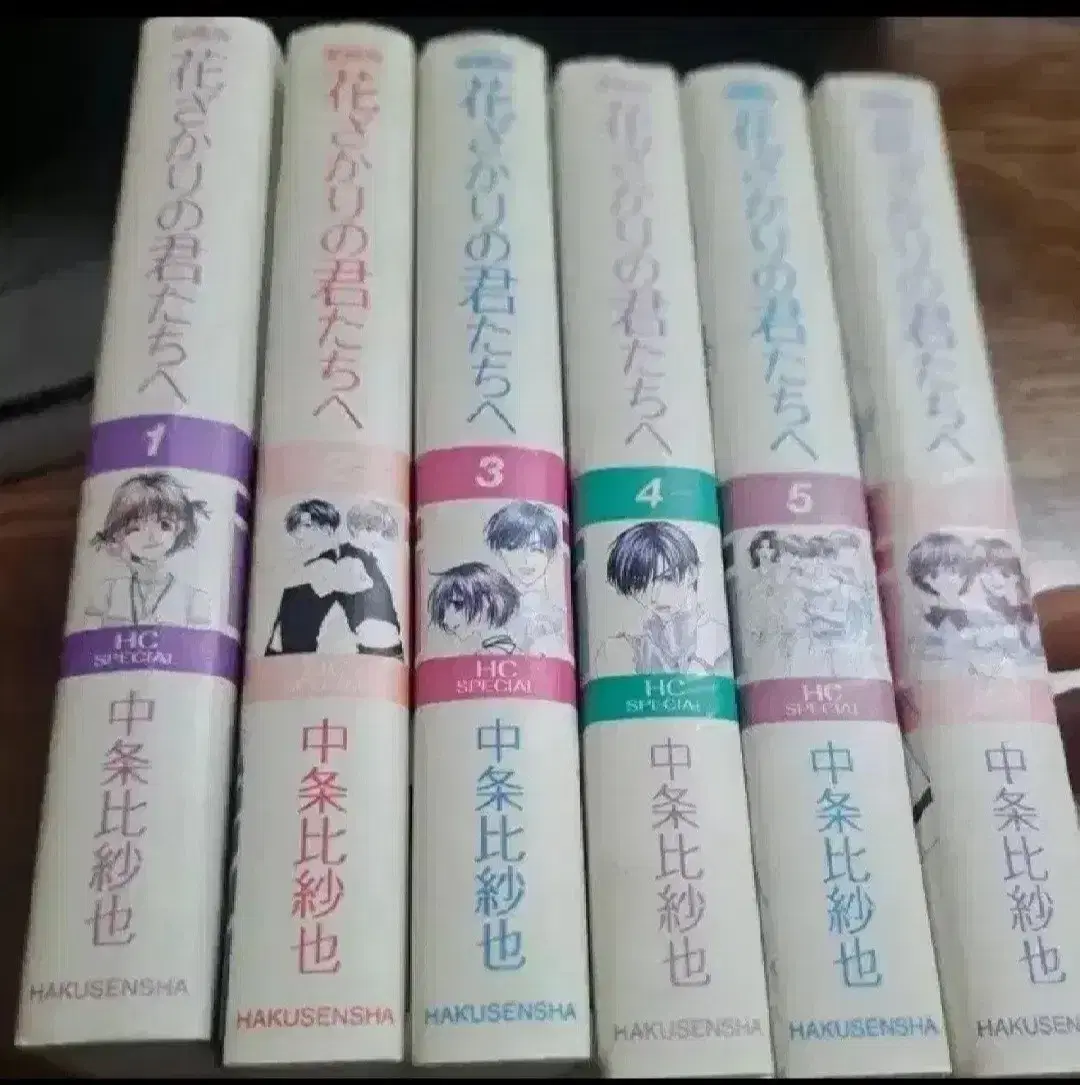 花ざかりの君たちへ
1
HC
SPECIAL
中条比紗也
HAKUSENSHA
花ざかりの君たちへ
中条比紗也
HAKUSENSHA
花ざかりの君たちへ
3
HC
SPECIAL
中条比紗也
HAKUSENSHA
花ざかりの君たちへ
4
HC
SPECIAL
中条比紗也
HAKUSENSHA
花ざかりの君たちへ
5
HC
SPECIAL
中条比紗也
HAKUSENSHA
ざかりの君たちへ
中条比紗也
HAKUSEN